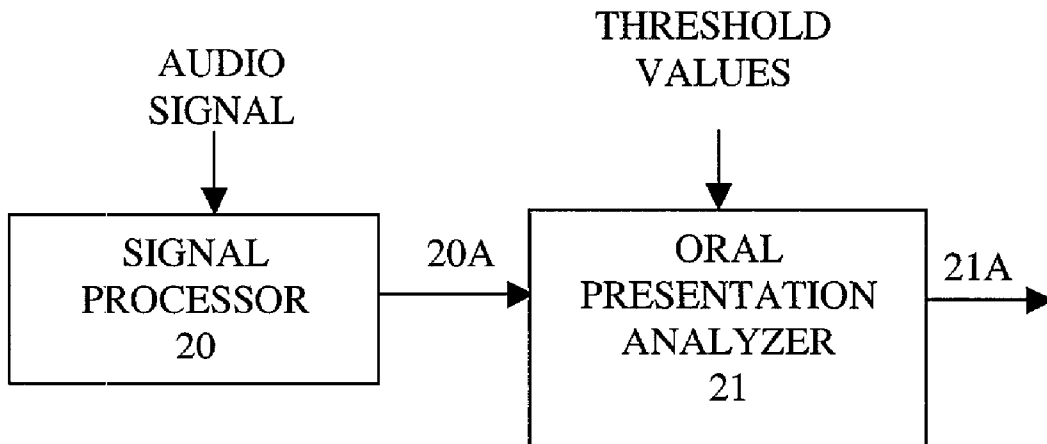 AUDIO
SIGNAL
THRESHOLD
VALUES
SIGNAL
PROCESSOR
20
20A
ORAL
PRESENTATION
ANALYZER
21
21A